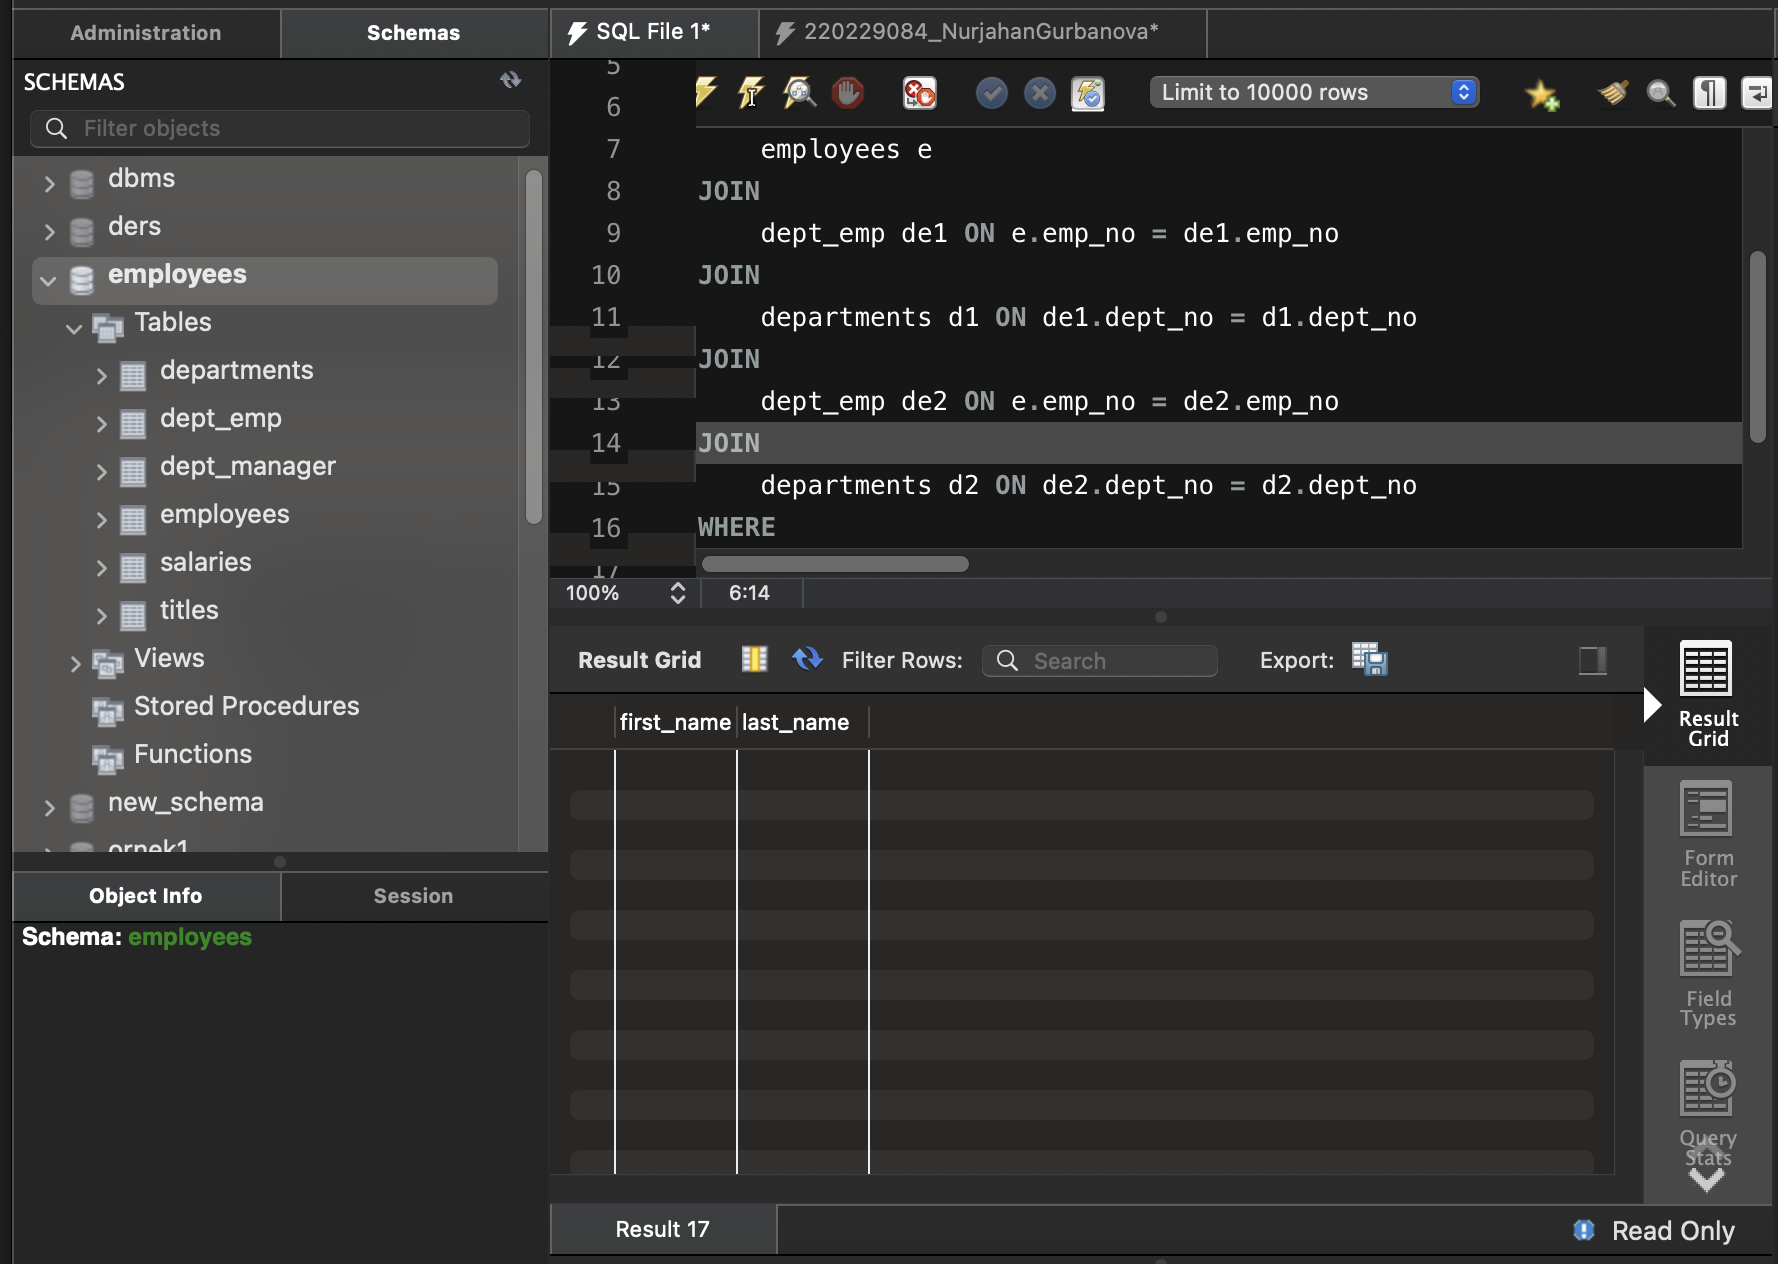 Administration
Schemas
SCHEMAS
Filter objects
dbms
ders
employees
Tables
departments
dept_emp
dept_manager
employees
salaries
titles
Views
Stored Procedures
Functions
new_schema
ornek1
Object Info
Session
Schema: employees
SQL File 1*
220229084_NurjahanGurbanova*
Limit to 10000 rows
5
6
7 employees e
8 JOIN
9 dept_emp de1 ON e.emp_no = de1.emp_no
10 JOIN
11 departments d1 ON de1.dept_no = d1.dept_no
12 JOIN
13 dept_emp de2 ON e.emp_no = de2.emp_no
14 JOIN
15 departments d2 ON de2.dept_no = d2.dept_no
16 WHERE
17
100%
6:14
Result Grid
Filter Rows:
Search
Export:
first_name
last_name
Result
Grid
Form
Editor
Field
Types
Query
Stats
Result 17
Read Only